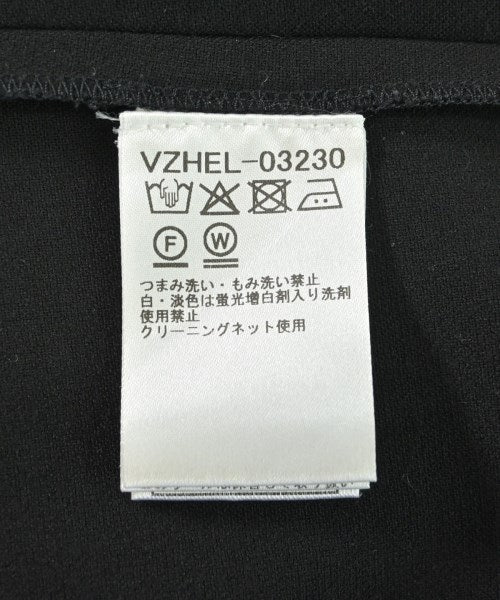 VZHEL-03230
F W
つまみ洗い・もみ洗い禁止
白・淡色は蛍光増白剤入り洗剤
使用禁止
クリーニングネット使用